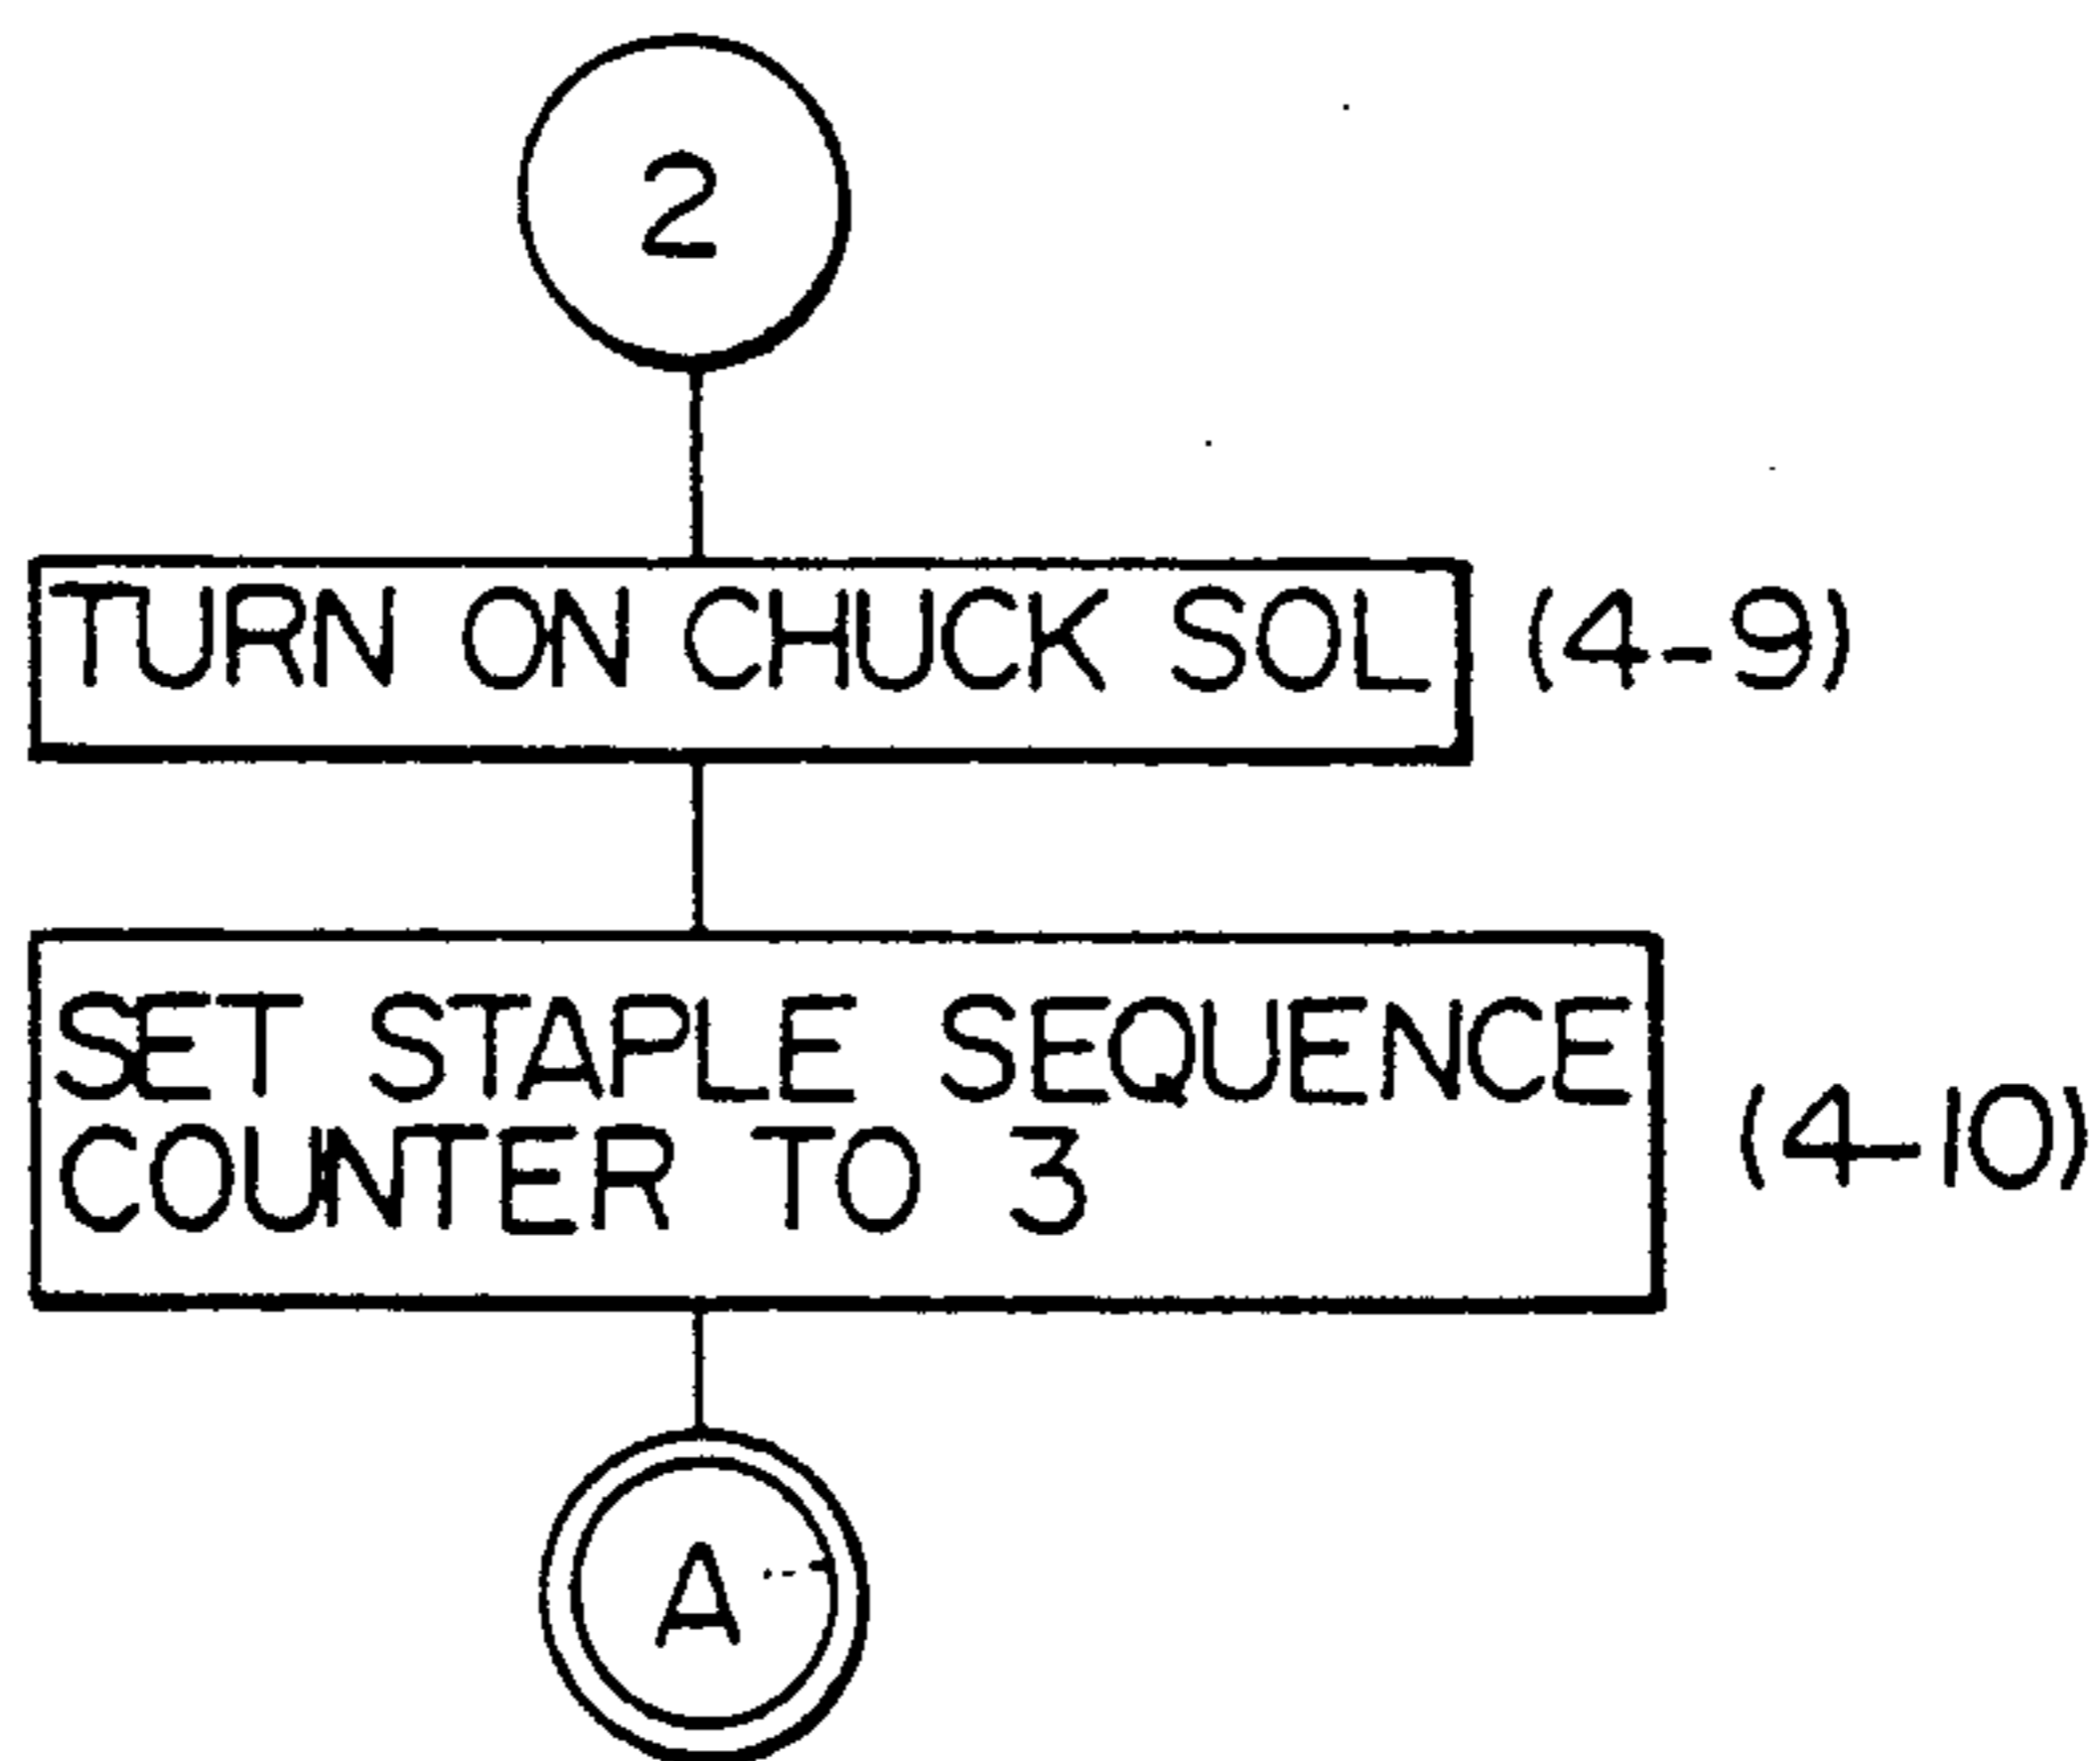 2
TURN ON CHUCK SOL (4-9)
SET STAPLE SEQUENCE
COUNTER TO 3
(4-10)
A